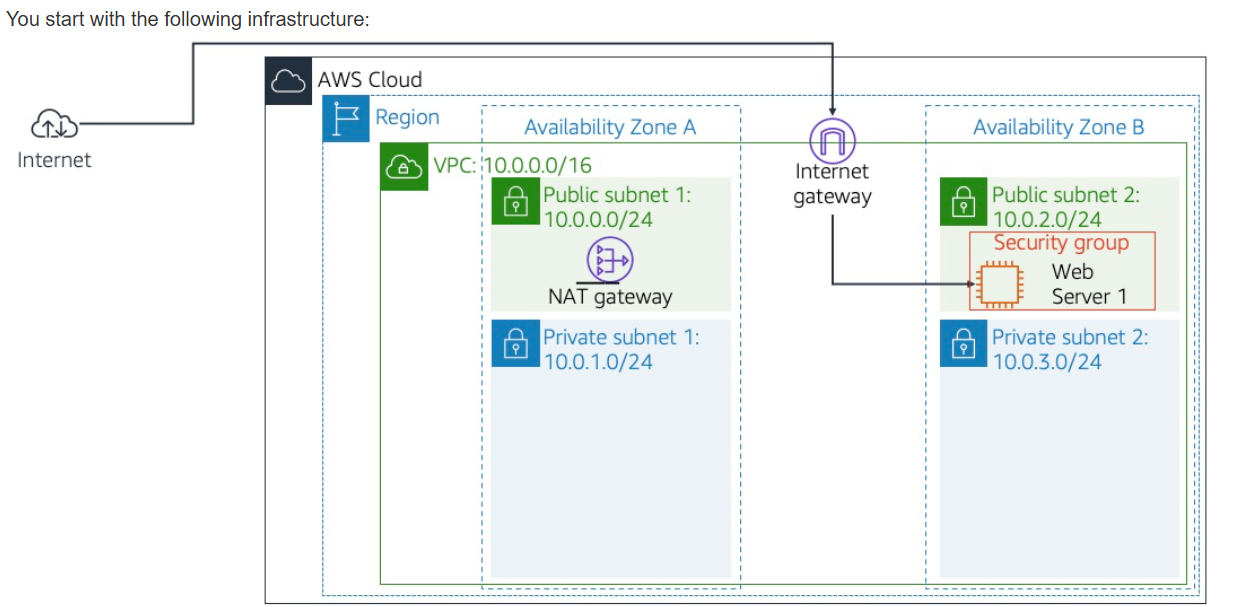 You start with the following infrastructure:
AWS Cloud
Region
Internet
Availability Zone A
Availability Zone B
VPC: 10.0.0.0/16
Internet
gateway
Public subnet 1:
10.0.0.0/24
NAT gateway
Public subnet 2:
10.0.2.0/24
Security group
Web
Server 1
Private subnet 1:
10.0.1.0/24
Private subnet 2:
10.0.3.0/24